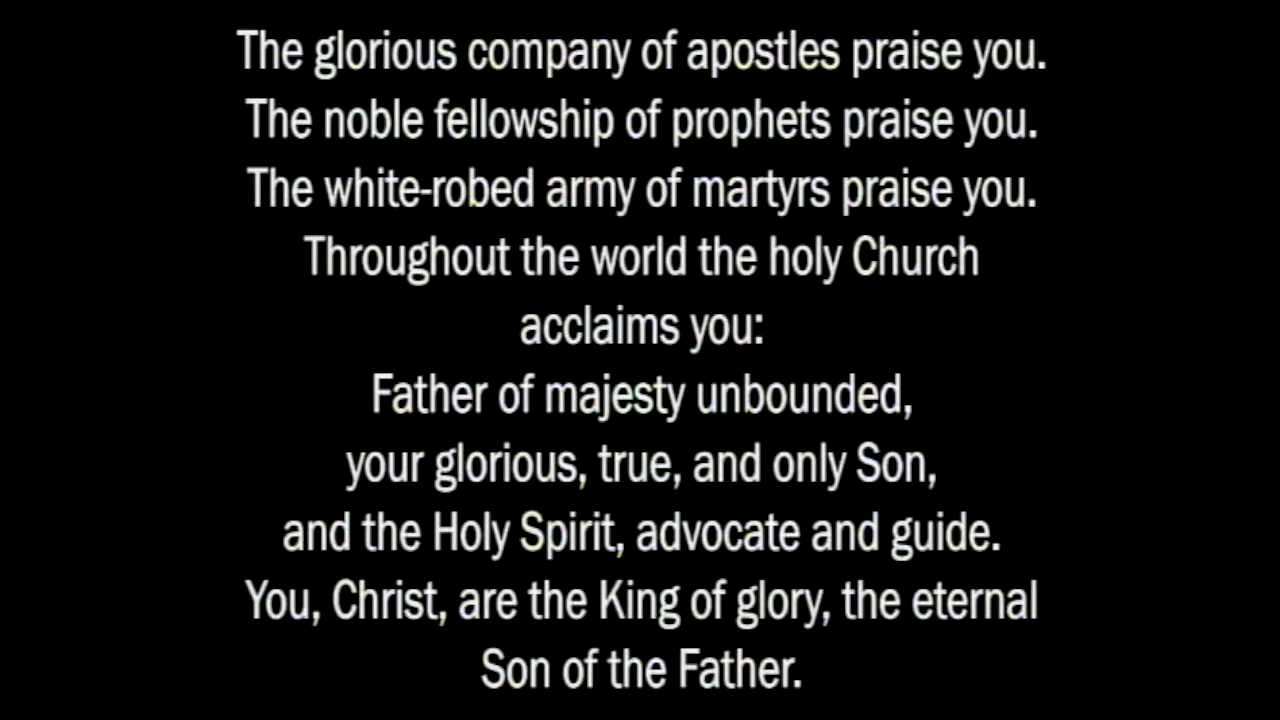 The glorious company of apostles praise you.
The noble fellowship of prophets praise you.
The white-robed army of martyrs praise you.
Throughout the world the holy Church
acclaims you:
Father of majesty unbounded,
your glorious, true, and only Son,
and the Holy Spirit, advocate and guide.
You, Christ, are the King of glory, the eternal
Son of the Father.